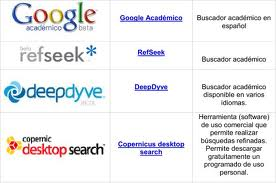 Google
académico beta
Google Académico
Buscador académico en
español
beta
refseek*
RefSeek
Buscador académico
deepdyve
BETA
DeepDyve
Buscador académico
disponible en varios
idiomas.
copernic
desktop search™
Copernicus desktop
search
Herramienta (software)
de uso comercial que
permite realizar
búsquedas refinadas.
Permite descargar
gratuitamente un
programado de uso
personal.